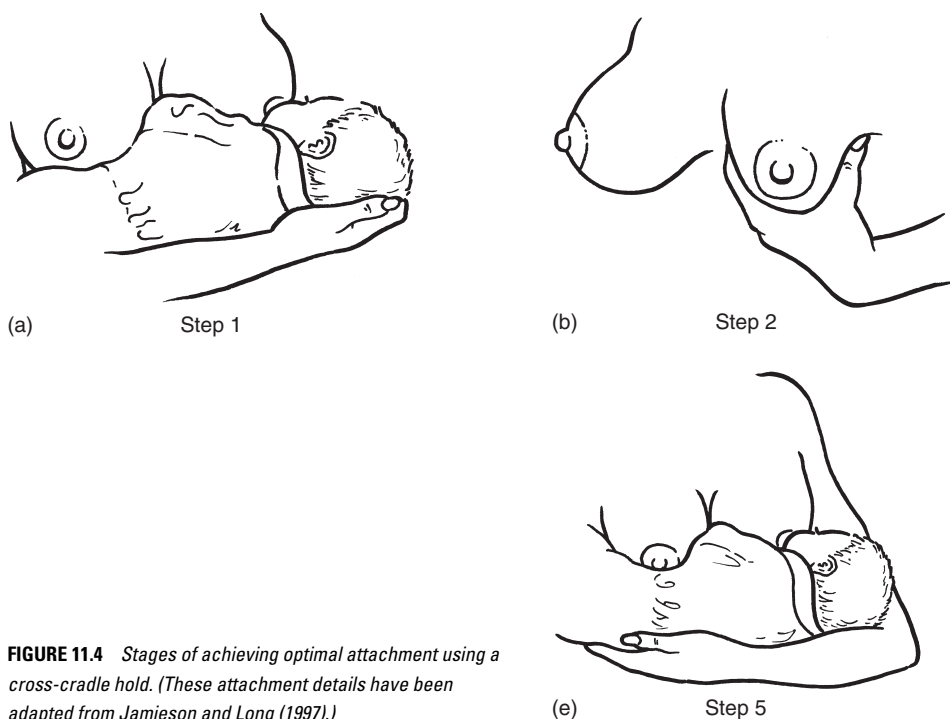 (a) Step 1
(b) Step 2
FIGURE 11.4 Stages of achieving optimal attachment using a
cross-cradle hold. (These attachment details have been
adapted from Jamieson and Long (1997).)
(e) Step 5